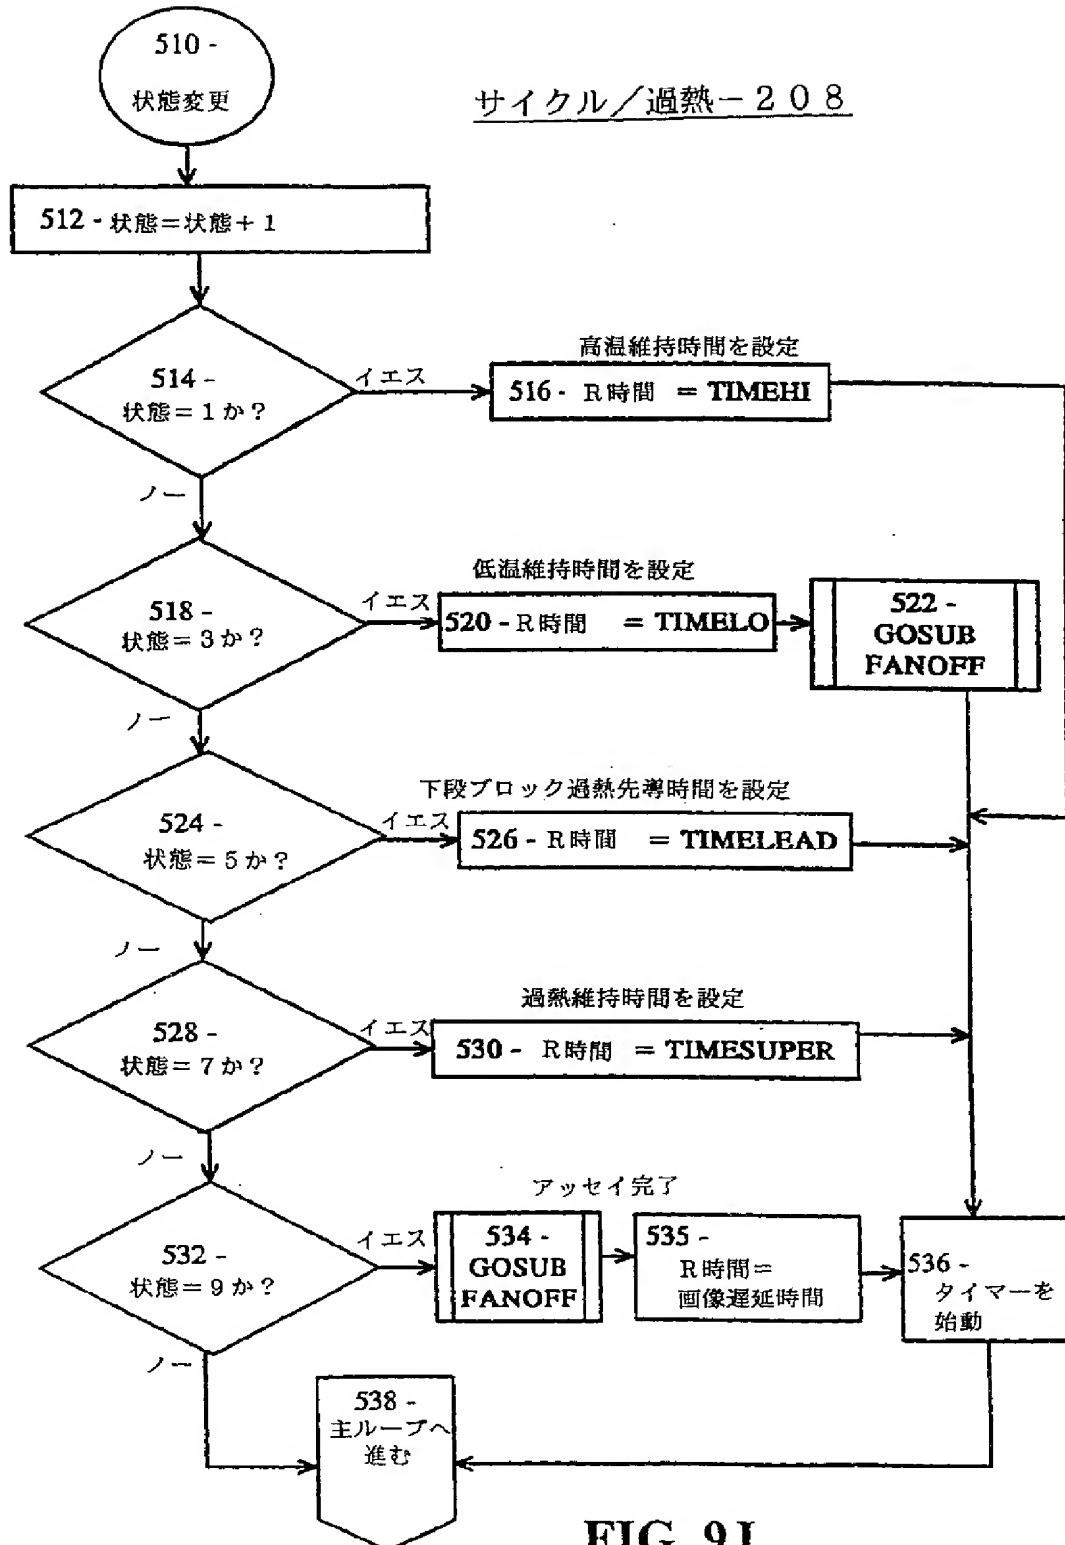 510 -
状態変更
サイクル／過熱－２０８
512 - 状態＝状態＋１
514 -
状態＝１か？
イエス
高温維持時間を設定
516 - R時間 = TIMEHI
ノー
518 -
状態＝３か？
イエス
低温維持時間を設定
520 - R時間 = TIMELO
522 -
GOSUB
FANOFF
ノー
524 -
状態＝５か？
イエス
下段ブロック過熱先導時間を設定
526 - R時間 = TIMELEAD
ノー
528 -
状態＝７か？
イエス
過熱維持時間を設定
530 - R時間 = TIMESUPER
ノー
532 -
状態＝９か？
イエス
アッセイ完了
534 -
GOSUB
FANOFF
535 -
R時間＝
画像遅延時間
536 -
タイマーを
始動
ノー
538 -
主ループへ
進む